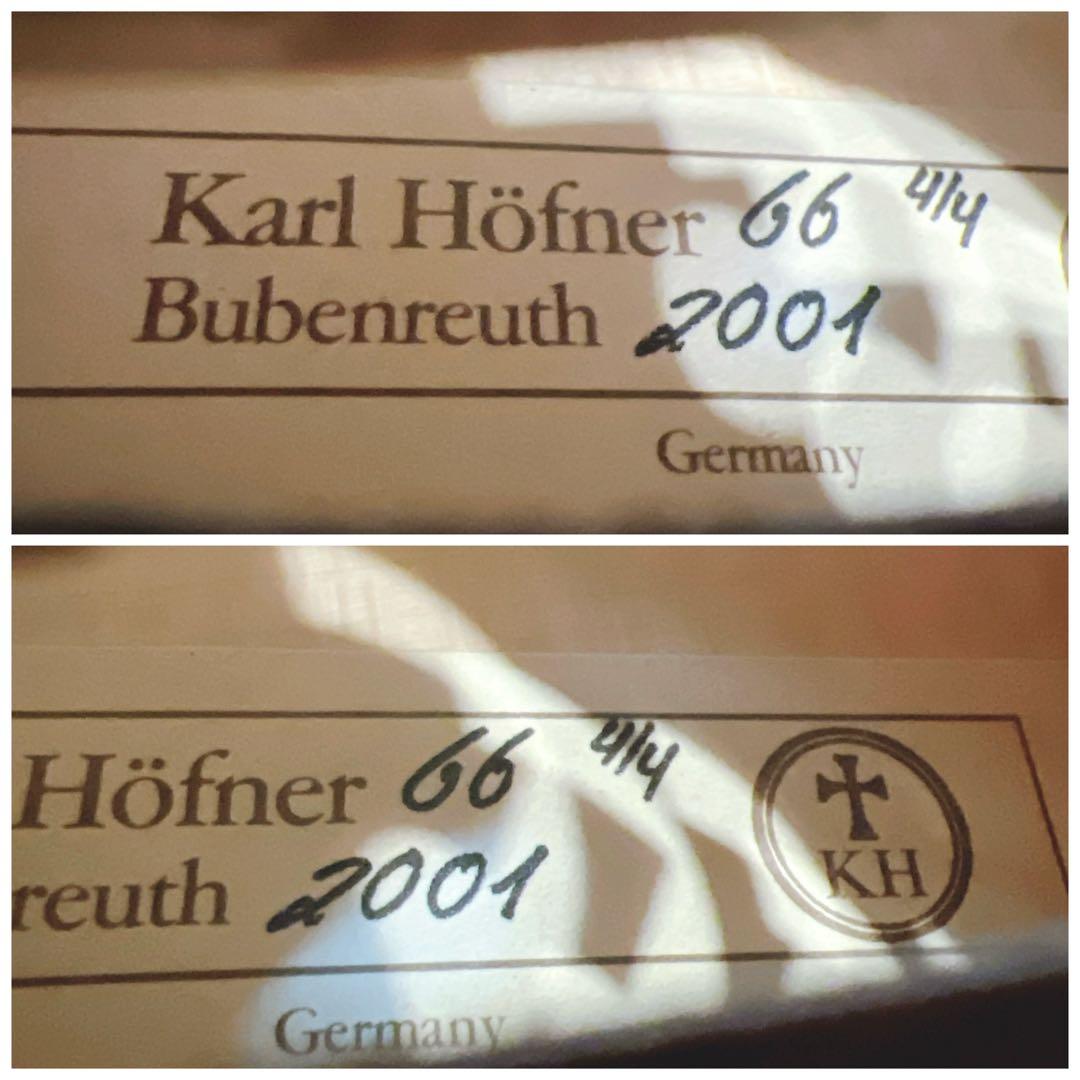 Karl Höfner 66 4/4
Bubenreuth 2001
Germany
Höfner 66 4/4
reuth 2001
KH
Germany